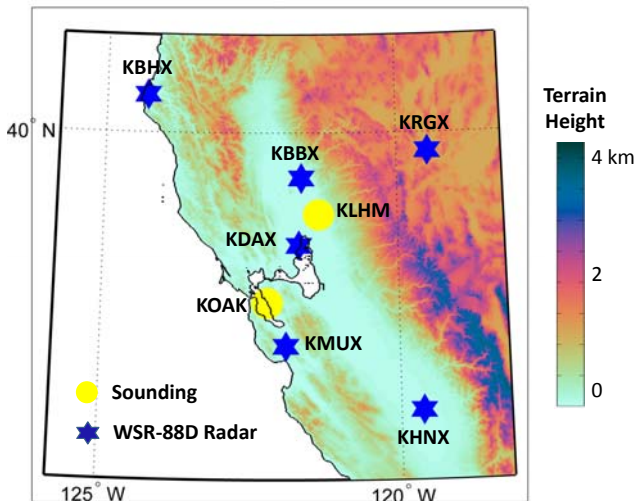 KBHX
40° N
KRGX
KBBX
KLHM
KDAX
KOAK
KMUX
KHNX
Sounding
WSR-88D Radar
125° W
120° W
Terrain
Height
4 km
2
0